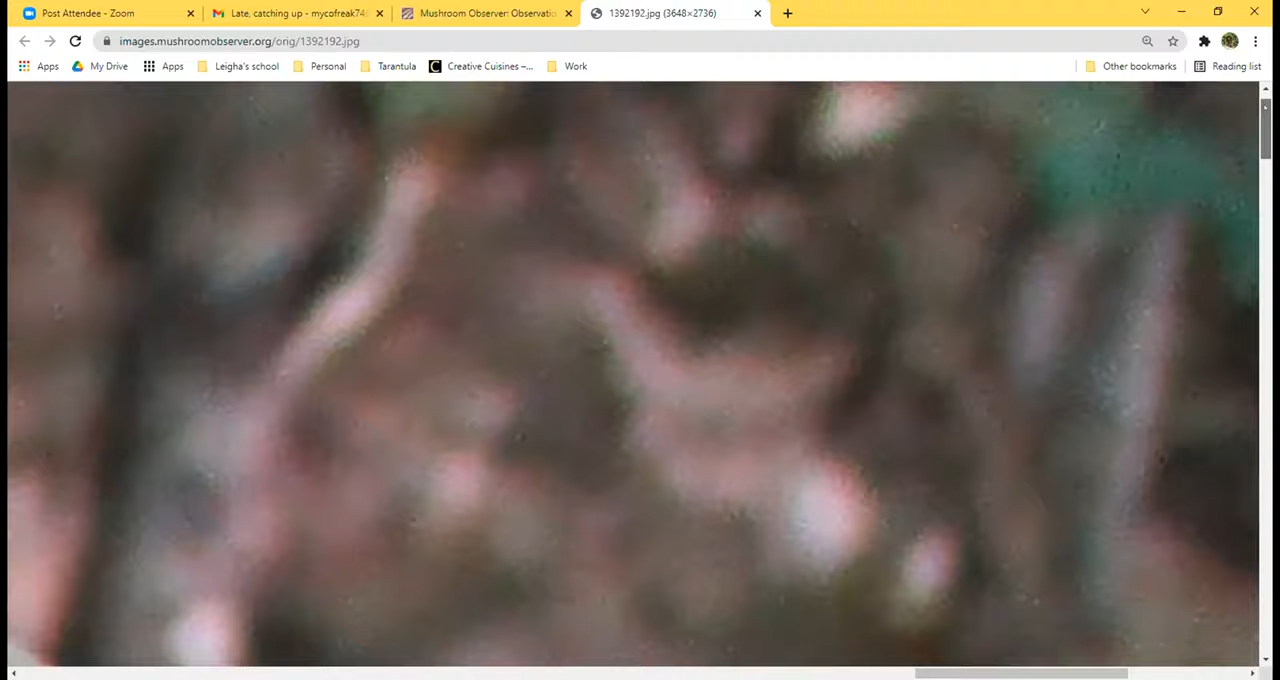 Post Attendee - Zoom
Late, catching up - mycofreak74
Mushroom Observer: Observatio
1392192.jpg (3648×2736)
images.mushroomobserver.org/orig/1392192.jpg
Apps
My Drive
Apps
Leigha's school
Personal
Tarantula
Creative Cuisines –...
Work
Other bookmarks
Reading list